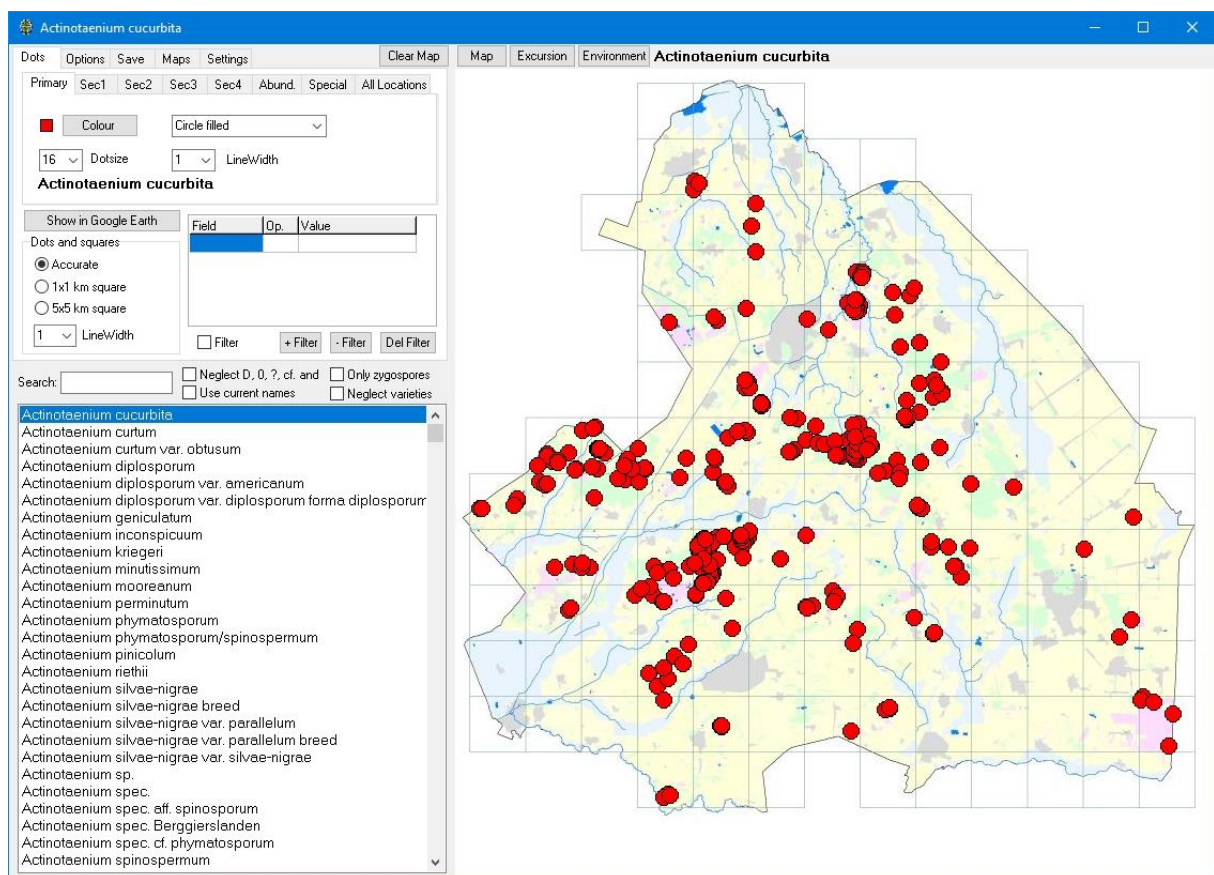 Actinotaenium cucurbita
Dots Options Save Maps Settings Clear Map
Map Excursion Environment Actinotaenium cucurbita
Primary Sec1 Sec2 Sec3 Sec4 Abund. Special All Locations
Colour Circle filled
16 Dotsize 1 LineWidth
Actinotaenium cucurbita
Show in Google Earth
Field Op. Value
Dots and squares
Accurate
1x1 km square
5x5 km square
1 LineWidth
Filter + Filter - Filter Del Filter
Search: Neglect D, 0, ?, cf. and Only zygospores
Use current names Neglect varieties
Actinotaenium cucurbita
Actinotaenium curtum
Actinotaenium curtum var. obtusum
Actinotaenium diplosporum
Actinotaenium diplosporum var. americanum
Actinotaenium diplosporum var. diplosporum forma diplosporum
Actinotaenium geniculatum
Actinotaenium inconspicuum
Actinotaenium kriegeri
Actinotaenium minutissimum
Actinotaenium mooreanum
Actinotaenium perminutum
Actinotaenium phymatosporum
Actinotaenium phymatosporum/spinospermum
Actinotaenium pinicolum
Actinotaenium riethii
Actinotaenium silvae-nigrae
Actinotaenium silvae-nigrae breed
Actinotaenium silvae-nigrae var. parallelum
Actinotaenium silvae-nigrae var. parallelum breed
Actinotaenium silvae-nigrae var. silvae-nigrae
Actinotaenium sp.
Actinotaenium spec.
Actinotaenium spec. aff. spinosporum
Actinotaenium spec. Berggierslanden
Actinotaenium spec. cf. phymatosporum
Actinotaenium spinospermum